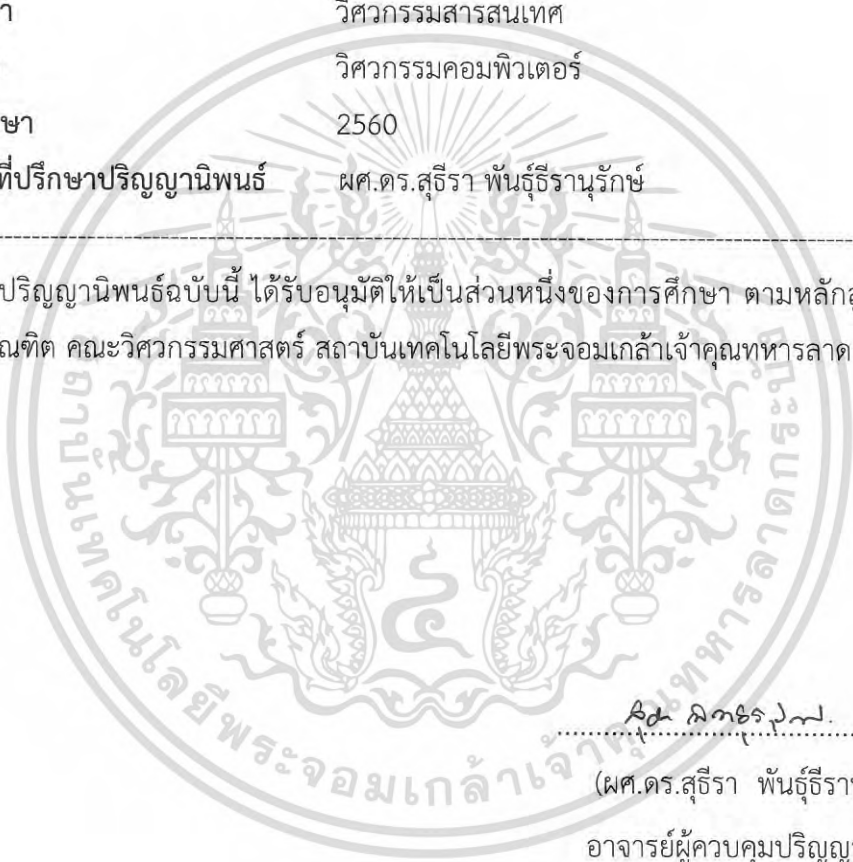 า วิศวกรรมสารสนเทศ
วิศวกรรมคอมพิวเตอร์
ษา 2560
ที่ปรึกษาปริญญานิพนธ์ ผศ.ดร.สุธีรา พันธุ์ธีรานุรักษ์
ปริญญานิพนธ์ฉบับนี้ ได้รับอนุมัติให้เป็นส่วนหนึ่งของการศึกษา ตามหลักสู
ณฑิต คณะวิศวกรรมศาสตร์ สถาบันเทคโนโลยีพระจอมเกล้าเจ้าคุณทหารลาด
สถาบันเทคโนโลยีพระจอมเกล้าเจ้าคุณทหารลาดกระบัง
(ผศ.ดร.สุธีรา พันธุ์ธีราน
อาจารย์ผู้ควบคุมปริญญ